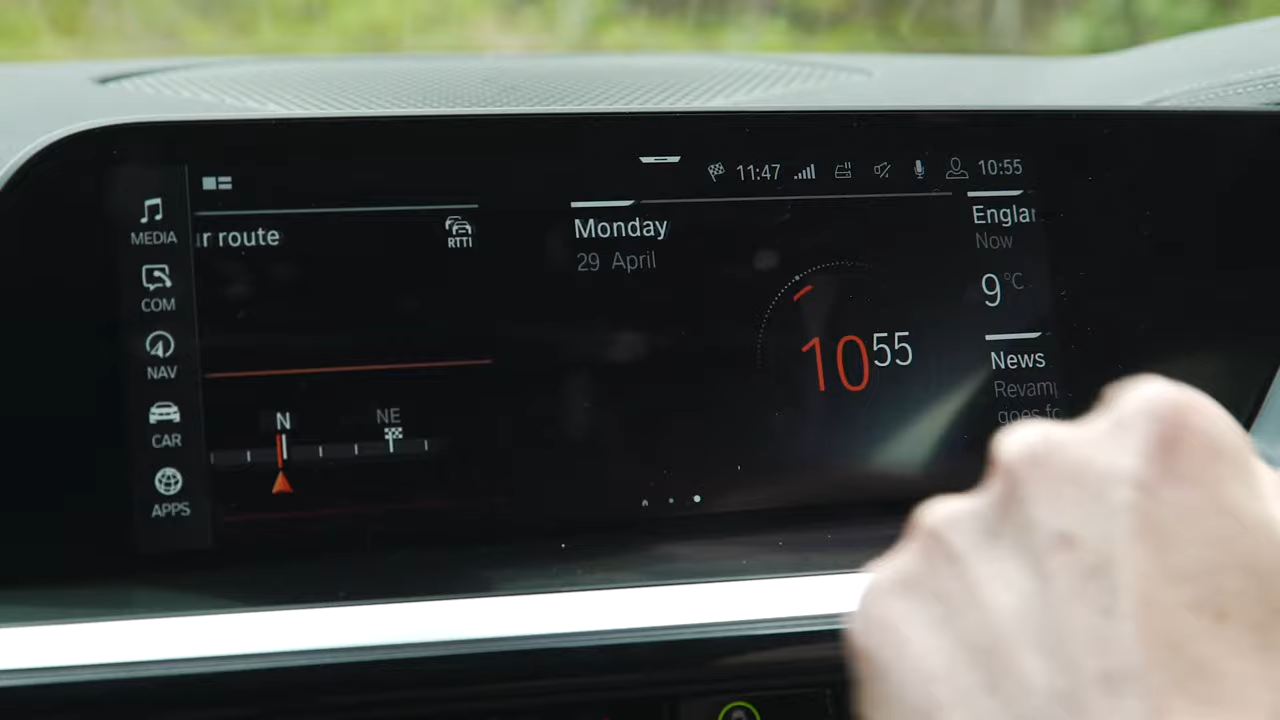 11:47
10:55
MEDIA
COM
NAV
CAR
APPS
r route
RTTI
N
NE
Monday
29 April
10 55
Englar
Now
9 °C
News
Revam
goes fo